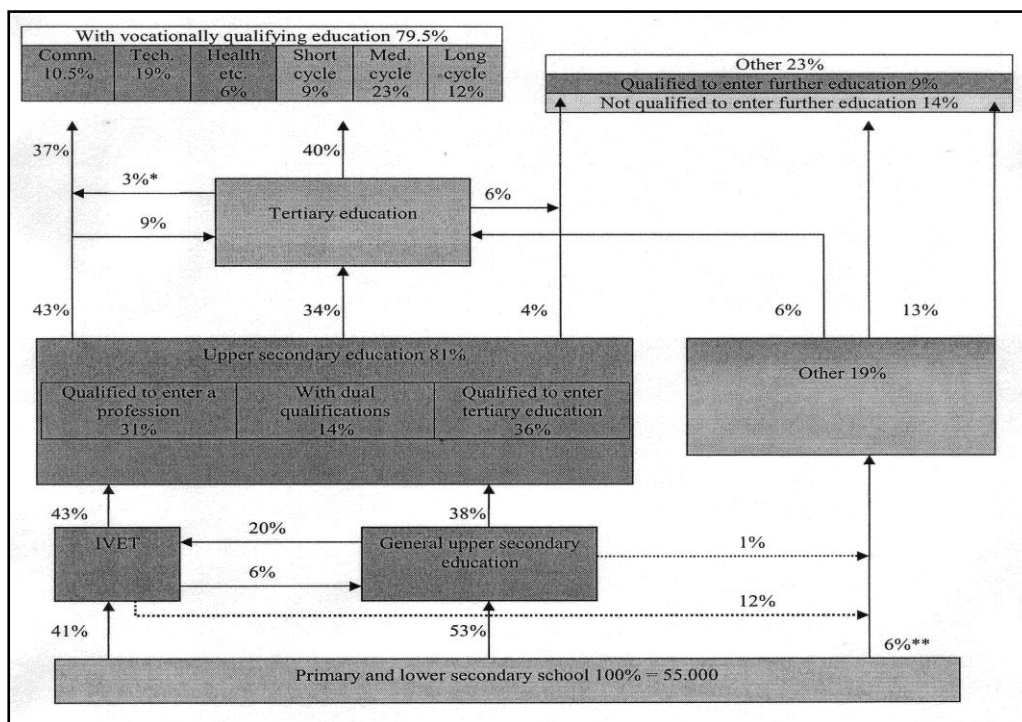 With vocationally qualifying education 79.5%
Comm.
10.5%
Tech.
19%
Health
etc.
6%
Short
cycle
9%
Med.
cycle
23%
Long
cycle
12%
Other 23%
Qualified to enter further education 9%
Not qualified to enter further education 14%
37%
40%
3%*
6%
Tertiary education
9%
43%
34%
4%
6%
13%
Upper secondary education 81%
Qualified to enter a
profession
31%
With dual
qualifications
14%
Qualified to enter
tertiary education
36%
Other 19%
43%
38%
20%
IVET
General upper secondary
education
1%
6%
12%
41%
53%
6%**
Primary and lower secondary school 100% = 55.000